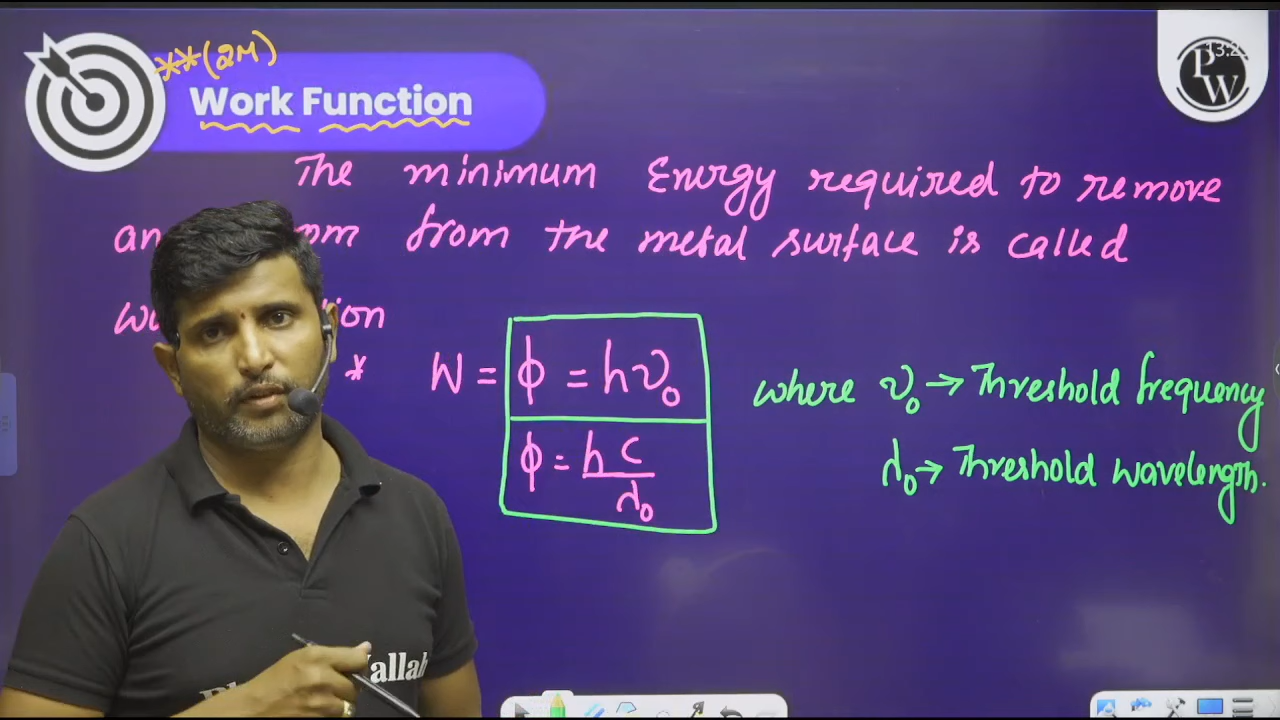 **(2M)
Work Function
PW
The minimum Energy required to remove
an from the metal surface is called
* W = ϕ = hν₀
ϕ = hc/λ₀
where ν₀ → Threshold frequency
λ₀ → Threshold wavelength.
allah